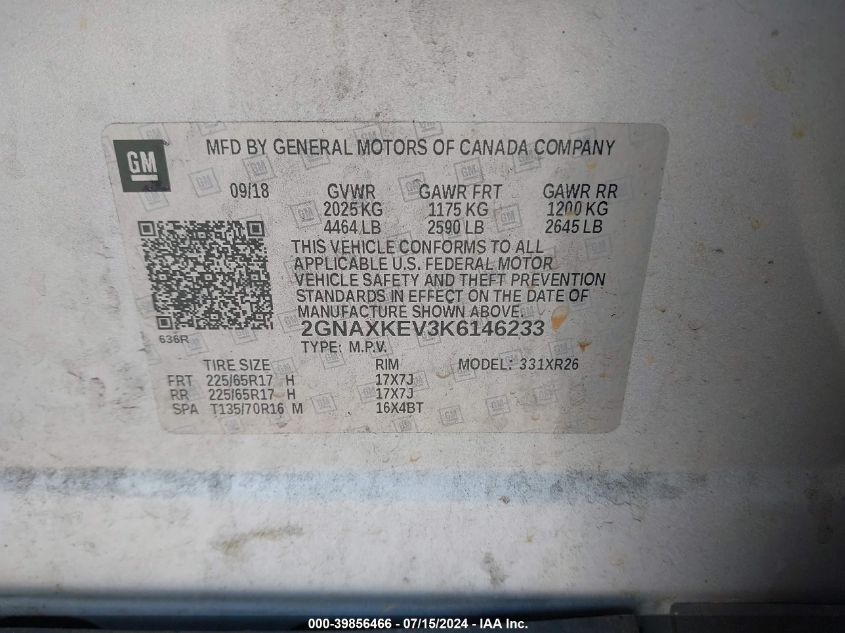 GM
MFD BY GENERAL MOTORS OF CANADA COMPANY
09/18 GVWR GAWR FRT GAWR RR
2025 KG 1175 KG 1200 KG
4464 LB 2590 LB 2645 LB
THIS VEHICLE CONFORMS TO ALL
APPLICABLE U.S. FEDERAL MOTOR
VEHICLE SAFETY AND THEFT PREVENTION
STANDARDS IN EFFECT ON THE DATE OF
MANUFACTURE SHOWN ABOVE.
2GNAXKEV3K6146233
636R
TYPE: M.P.V.
TIRE SIZE RIM MODEL: 331XR26
FRT 225/65R17 H 17X7J
RR 225/65R17 H 17X7J
SPA T135/70R16 M 16X4BT
000-39856466 - 07/15/2024 - IAA Inc.